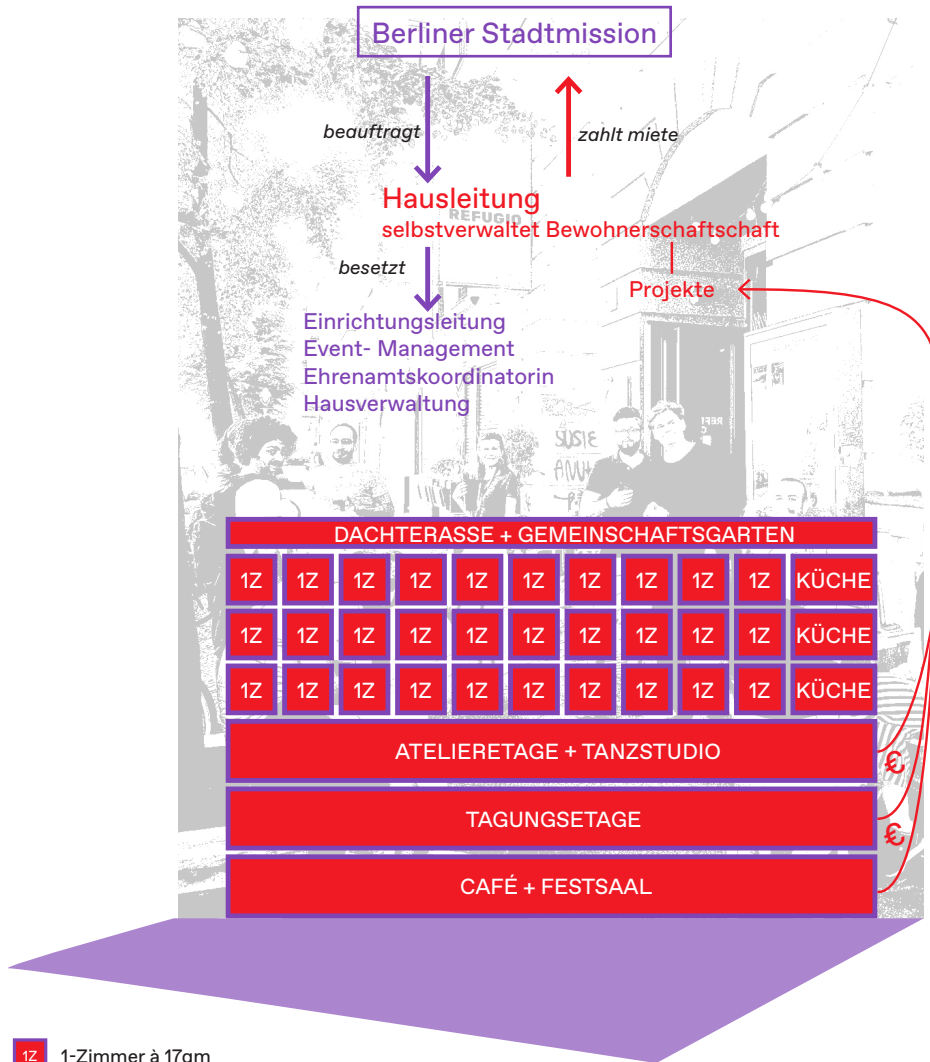 Berliner Stadtmission
beauftragt
zahlt miete
Hausleitung
REFUGIO
selbstverwaltet Bewohnerschaftschaft
besetzt
Projekte
Einrichtungsleitung
Event- Management
Ehrenamtskoordinatorin
Hausverwaltung
DACHTERASSE + GEMEINSCHAFTSGARTEN
1Z 1Z 1Z 1Z 1Z 1Z 1Z 1Z 1Z 1Z KÜCHE
1Z 1Z 1Z 1Z 1Z 1Z 1Z 1Z 1Z 1Z KÜCHE
1Z 1Z 1Z 1Z 1Z 1Z 1Z 1Z 1Z 1Z KÜCHE
ATELIERETAGE + TANZSTUDIO
€
TAGUNGSETAGE
€
CAFÉ + FESTSAAL
1Z 1-Zimmer à 17qm